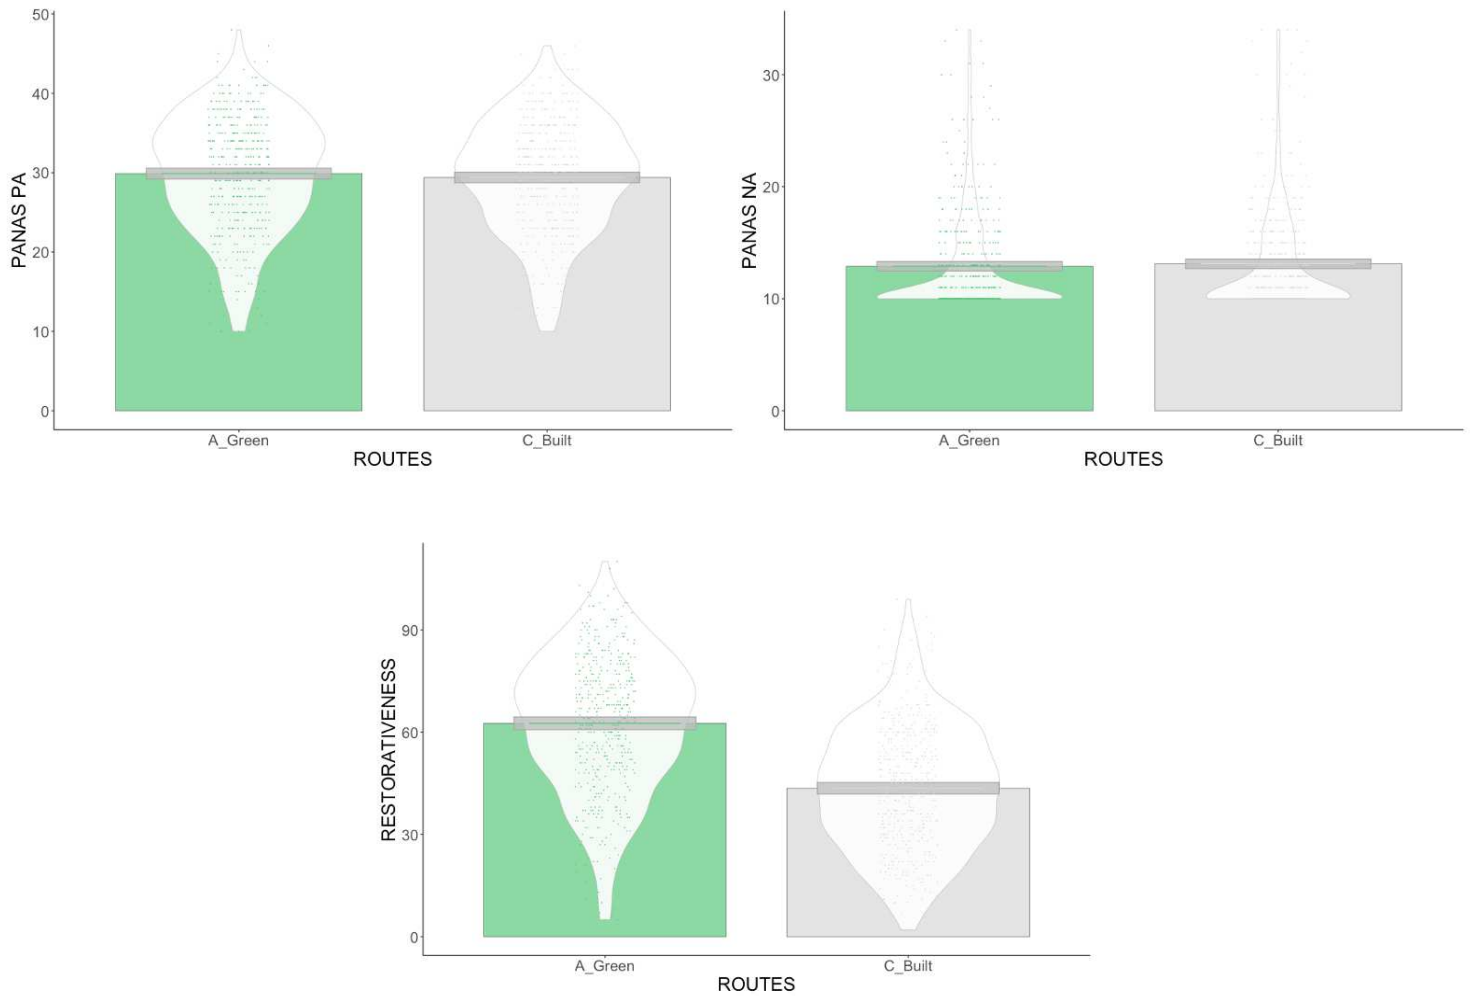 50
40
30
20
10
0
PANAS PA
A_Green
C_Built
ROUTES
30
20
10
0
PANAS NA
A_Green
C_Built
ROUTES
90
60
30
0
RESTORATIVENESS
A_Green
C_Built
ROUTES